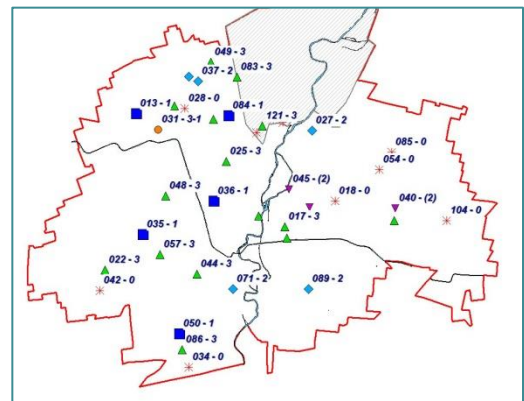 049 - 3
037 - 2
083 - 3
028 - 0
013 - 1
084 - 1
031 - 3-1
121 - 3
027 - 2
085 - 0
025 - 3
054 - 0
045 - (2)
048 - 3
036 - 1
018 - 0
040 - (2)
017 - 3
104 - 0
035 - 1
057 - 3
022 - 3
044 - 3
042 - 0
071 - 2
089 - 2
050 - 1
086 - 3
034 - 0